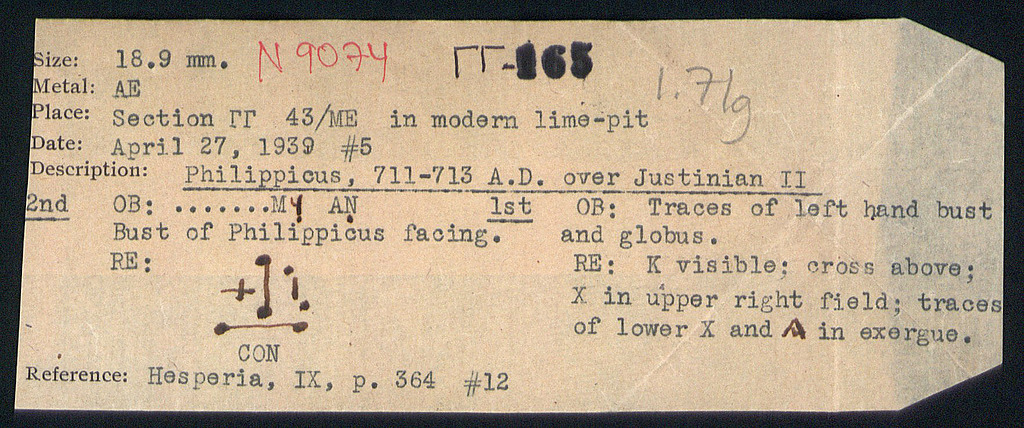 Size: 18.9 mm. N 9074 ΓΓ-165 1.71g
Metal: AE
Place: Section ΓΓ 43/ME in modern lime-pit
Date: April 27, 1939 #5
Description: Philippicus, 711-713 A.D. over Justinian II
2nd OB: .......M AN 1st OB: Traces of left hand bust
Bust of Philippicus facing. and globus.
RE: RE: K visible; cross above;
X in upper right field; traces
of lower X and A in exergue.
CON
Reference: Hesperia, IX, p. 364 #12